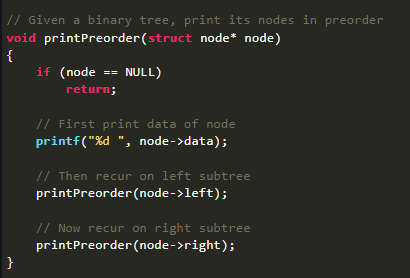 // Given a binary tree, print its nodes in preorder
void printPreorder(struct node* node)
{
    if (node == NULL)
        return;
    // First print data of node
    printf("%d ", node->data);
    // Then recur on left subtree
    printPreorder(node->left);
    // Now recur on right subtree
    printPreorder(node->right);
}